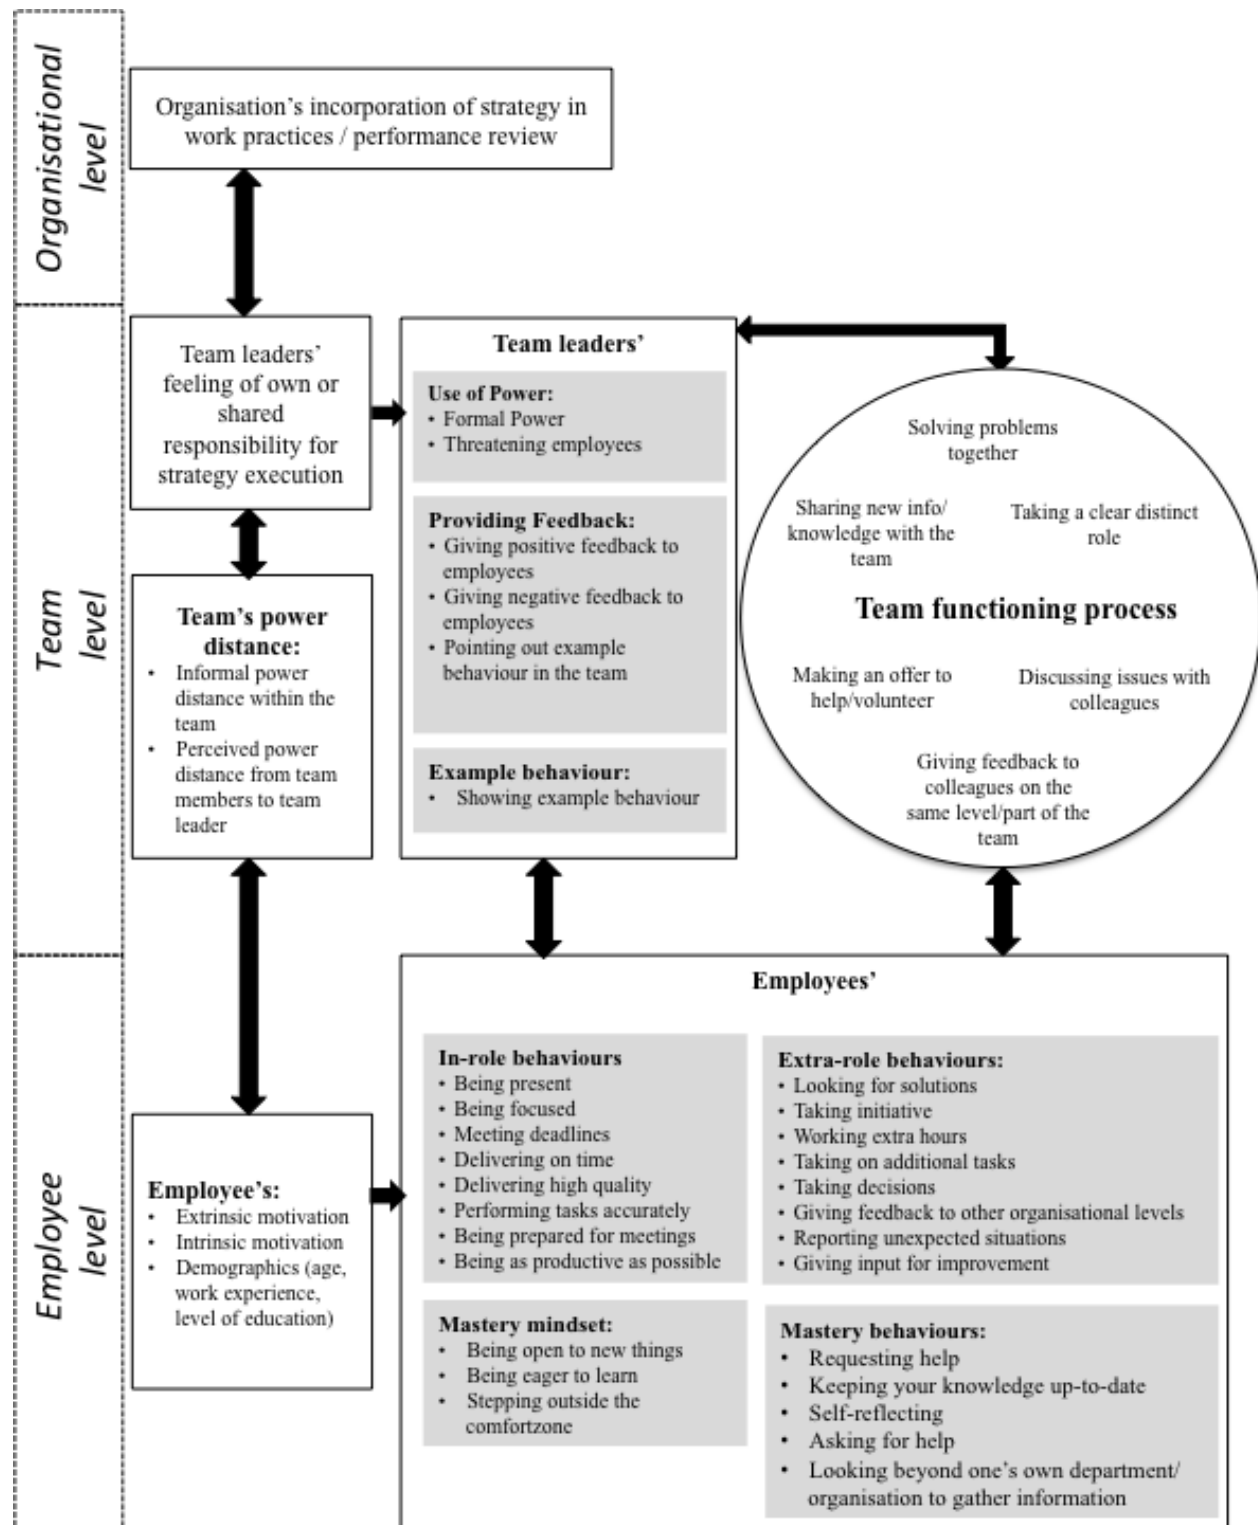 Organisational
level
Organisation's incorporation of strategy in
work practices / performance review
Team
level
Team leaders'
feeling of own or
shared
responsibility for
strategy execution
Team's power
distance:
• Informal power
distance within the
team
• Perceived power
distance from team
members to team
leader
Team leaders'
Use of Power:
• Formal Power
• Threatening employees
Providing Feedback:
• Giving positive feedback to
employees
• Giving negative feedback to
employees
• Pointing out example
behaviour in the team
Example behaviour:
• Showing example behaviour
Solving problems
together
Sharing new info/
knowledge with the
team
Taking a clear distinct
role
Team functioning process
Making an offer to
help/volunteer
Discussing issues with
colleagues
Giving feedback to
colleagues on the
same level/part of the
team
Employee
level
Employee's:
• Extrinsic motivation
• Intrinsic motivation
• Demographics (age,
work experience,
level of education)
Employees'
In-role behaviours
• Being present
• Being focused
• Meeting deadlines
• Delivering on time
• Delivering high quality
• Performing tasks accurately
• Being prepared for meetings
• Being as productive as possible
Extra-role behaviours:
• Looking for solutions
• Taking initiative
• Working extra hours
• Taking on additional tasks
• Taking decisions
• Giving feedback to other organisational levels
• Reporting unexpected situations
• Giving input for improvement
Mastery mindset:
• Being open to new things
• Being eager to learn
• Stepping outside the
comfortzone
Mastery behaviours:
• Requesting help
• Keeping your knowledge up-to-date
• Self-reflecting
• Asking for help
• Looking beyond one's own department/
organisation to gather information